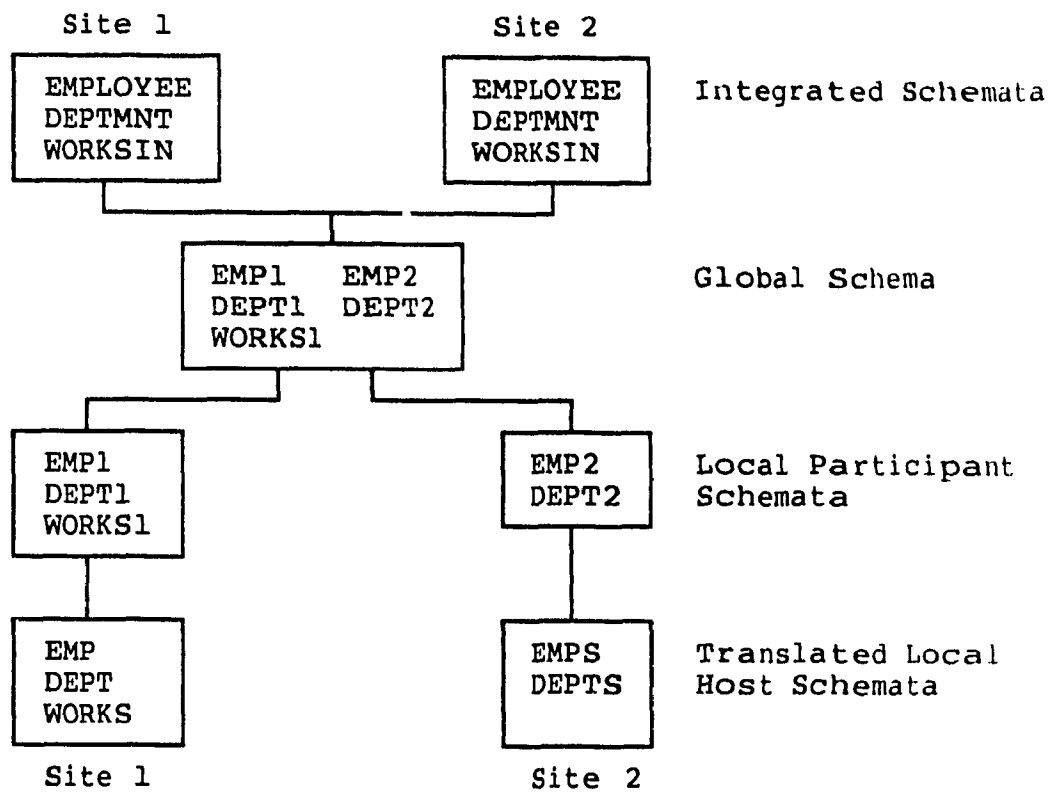 Site 1
Site 2
EMPLOYEE
DEPTMNT
WORKSIN
EMPLOYEE
DEPTMNT
WORKSIN
Integrated Schemata
EMP1 EMP2
DEPT1 DEPT2
WORKS1
Global Schema
EMP1
DEPT1
WORKS1
EMP2
DEPT2
Local Participant
Schemata
EMP
DEPT
WORKS
EMPS
DEPTS
Translated Local
Host Schemata
Site 1
Site 2